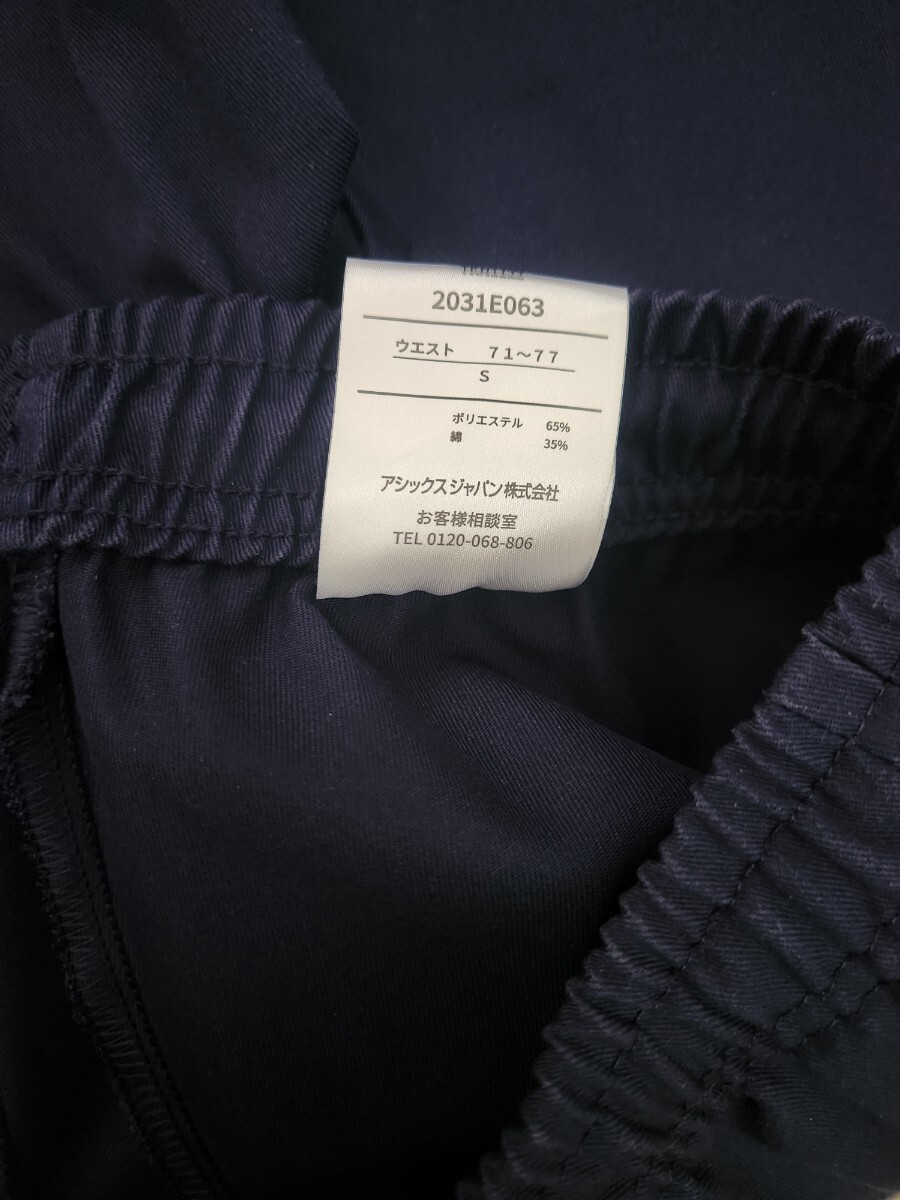 2031E063
ウエスト ７１～７７
S
ポリエステル 65%
綿 35%
アシックスジャパン株式会社
お客様相談室
TEL 0120-068-806